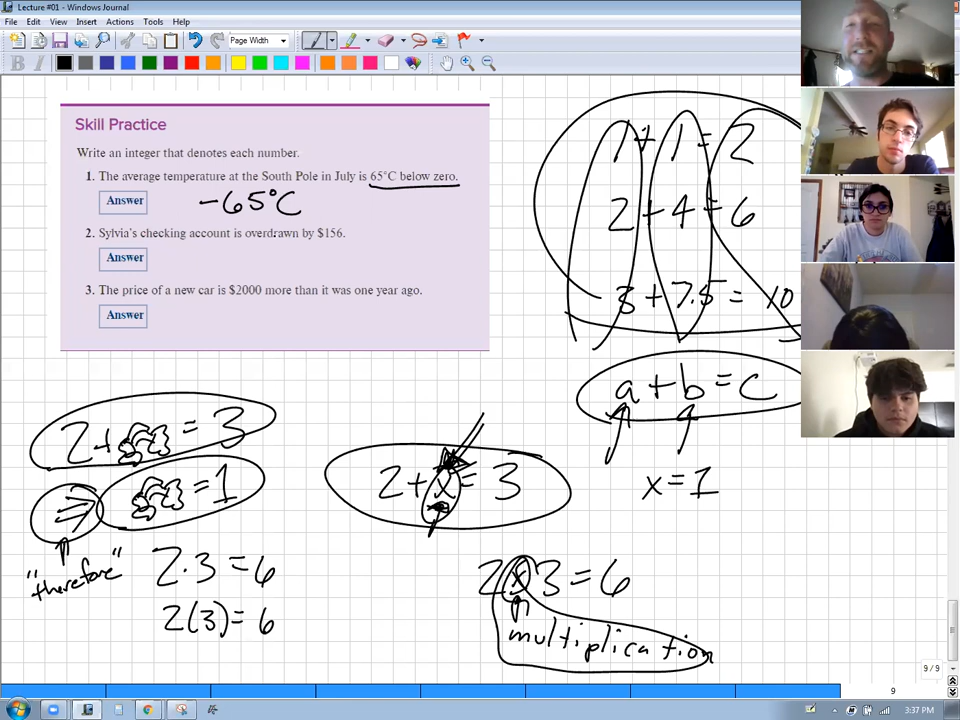 Lecture #01 - Windows Journal
File Edit View Insert Actions Tools Help
Page Width
B I
Skill Practice
Write an integer that denotes each number.
1. The average temperature at the South Pole in July is 65°C below zero.
Answer
-65°C
2. Sylvia's checking account is overdrawn by $156.
Answer
3. The price of a new car is $2000 more than it was one year ago.
Answer
1 + 1 = 2
2 + 4 = 6
3 + 7.5 = 10
a + b = c
x = 1
2 + x = 3
2 + = 3
⇒ = 1
"therefore"
2 · 3 = 6
2(3) = 6
2 x 3 = 6
multiplication
9 / 9
9
3:37 PM